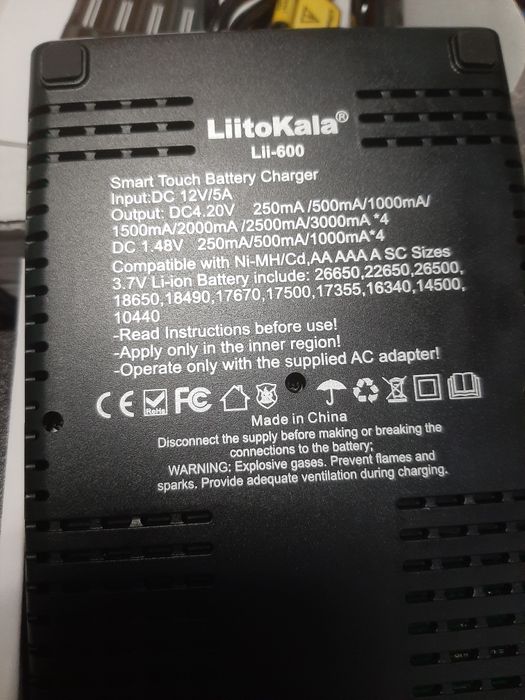 LiitoKala®
Lii-600
Smart Touch Battery Charger
Input:DC 12V/5A
Output: DC4.20V 250mA /500mA/1000mA/
1500mA/2000mA /2500mA/3000mA *4
DC 1.48V 250mA/500mA/1000mA*4
Compatible with Ni-MH/Cd,AA AAA A SC Sizes
3.7V Li-ion Battery include: 26650,22650,26500,
18650,18490,17670,17500,17355,16340,14500,
10440
-Read Instructions before use!
-Apply only in the inner region!
-Operate only with the supplied AC adapter!
CE RoHS FC
Made in China
Disconnect the supply before making or breaking the
connections to the battery;
WARNING: Explosive gases. Prevent flames and
sparks. Provide adequate ventilation during charging.